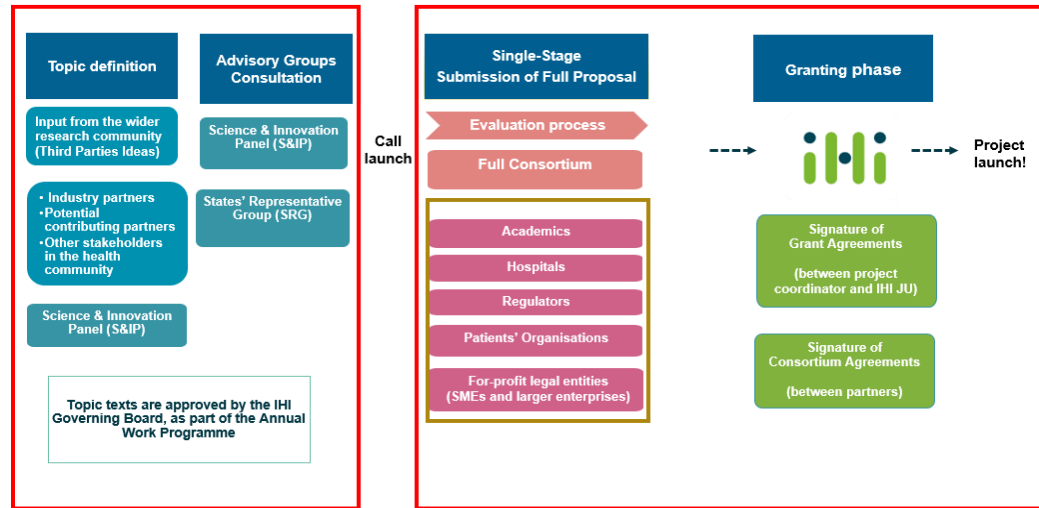 Topic definition
Input from the wider
research community
(Third Parties Ideas)
• Industry partners
• Potential
contributing partners
• Other stakeholders
in the health
community
Science & Innovation
Panel (S&IP)
Advisory Groups
Consultation
Science & Innovation
Panel (S&IP)
States' Representative
Group (SRG)
Topic texts are approved by the IHI
Governing Board, as part of the Annual
Work Programme
Call
launch
Single-Stage
Submission of Full Proposal
Evaluation process
Full Consortium
Academics
Hospitals
Regulators
Patients' Organisations
For-profit legal entities
(SMEs and larger enterprises)
Granting phase
iHi
Project
launch!
Signature of
Grant Agreements
(between project
coordinator and IHI JU)
Signature of
Consortium Agreements
(between partners)